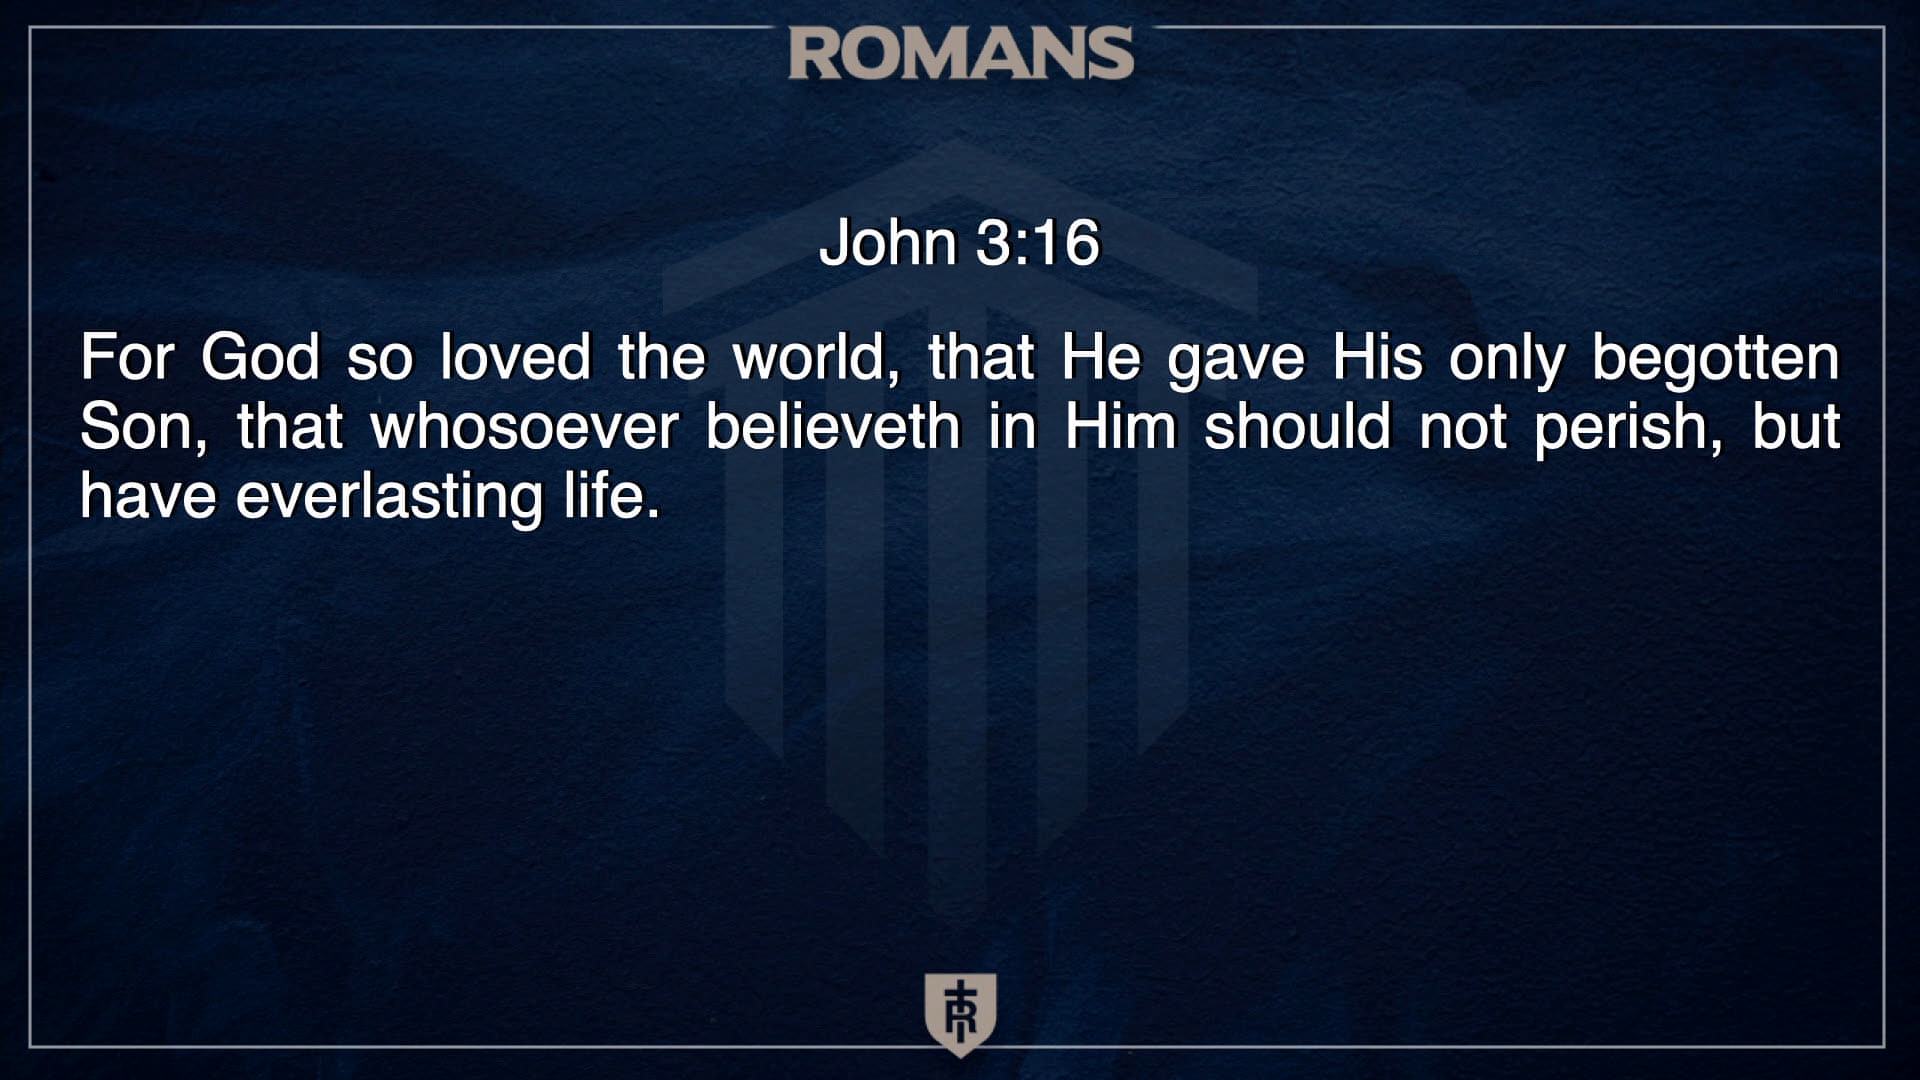 ROMANS
John 3:16
For God so loved the world, that He gave His only begotten
Son, that whosoever believeth in Him should not perish, but
have everlasting life.